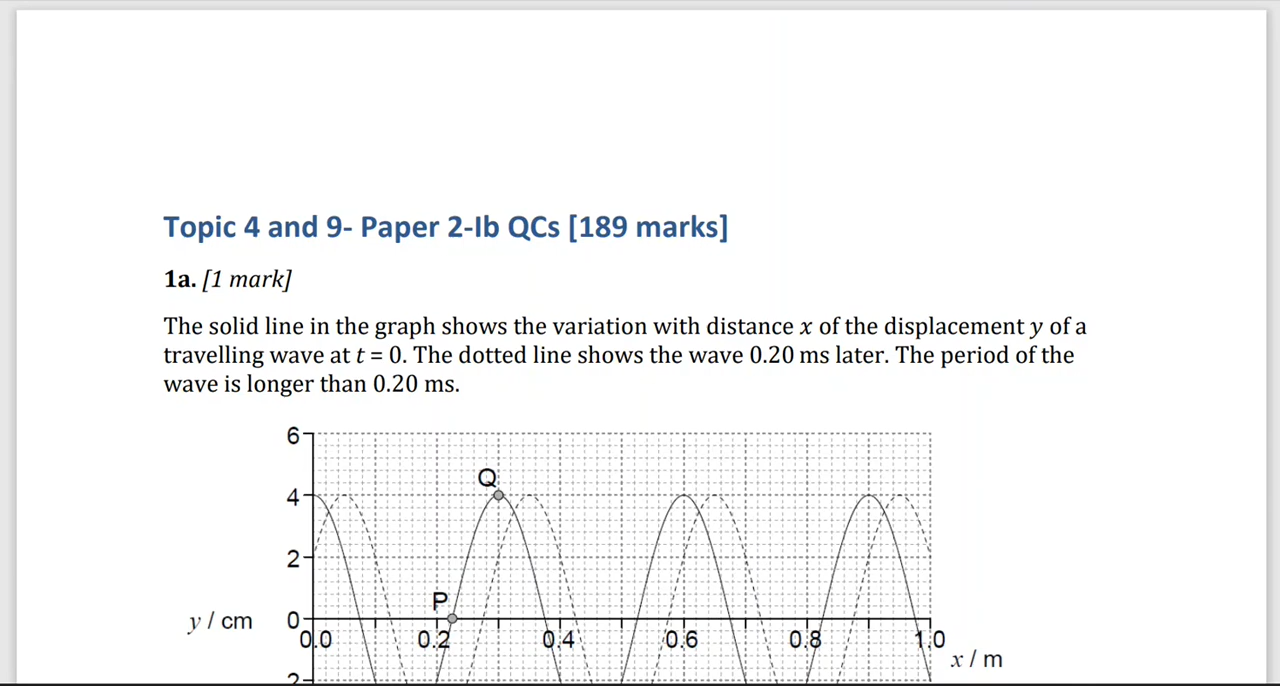 Topic 4 and 9- Paper 2-Ib QCs [189 marks]
1a. [1 mark]
The solid line in the graph shows the variation with distance x of the displacement y of a
travelling wave at t = 0. The dotted line shows the wave 0.20 ms later. The period of the
wave is longer than 0.20 ms.
6
Q
4
2
P
y / cm
0
0.0 0.2 0.4 0.6 0.8 1.0
x / m
2